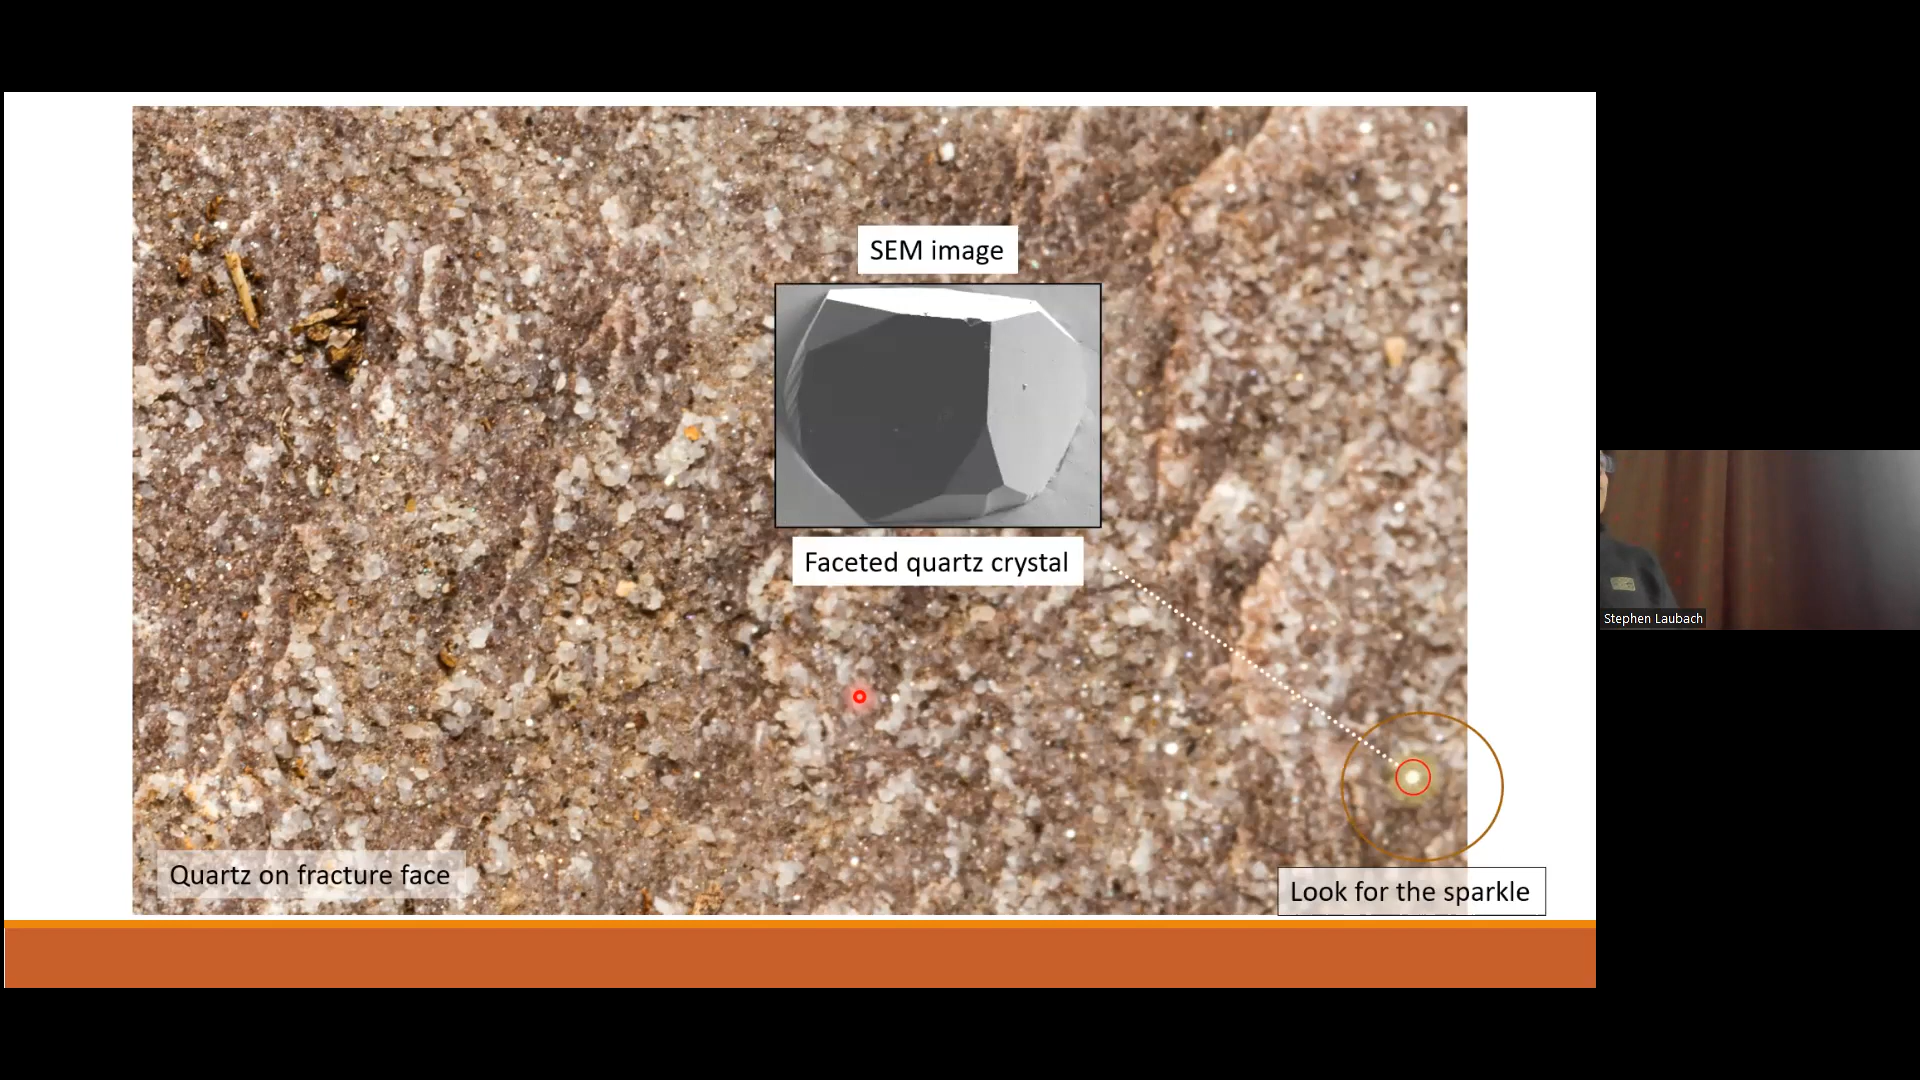 SEM image
Faceted quartz crystal
Quartz on fracture face
Look for the sparkle
Stephen Laubach